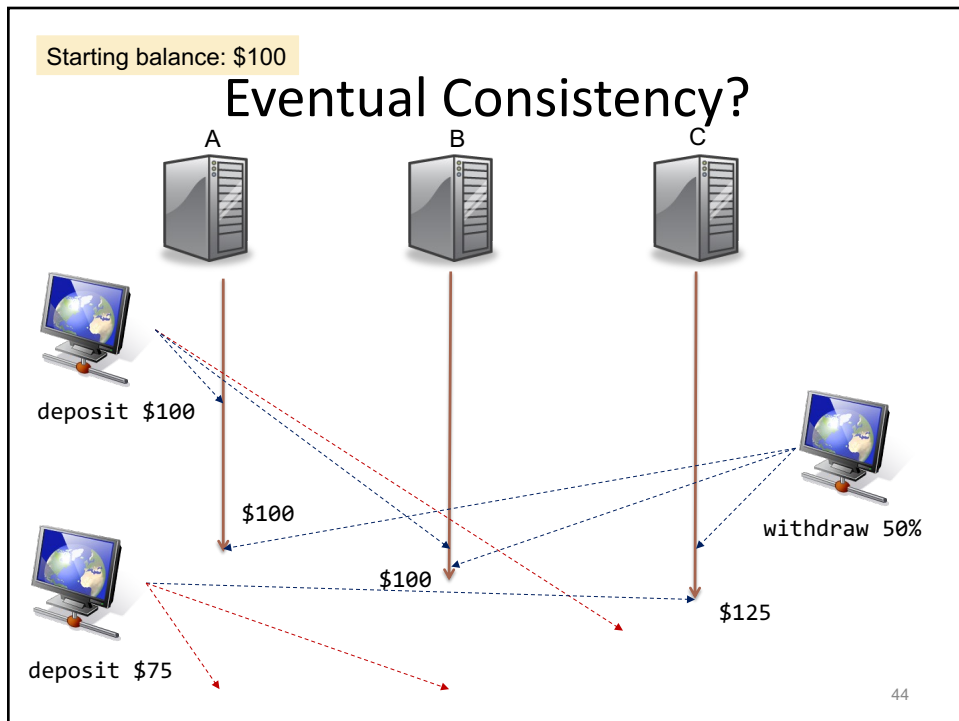 Starting balance: $100
Eventual Consistency?
A B C
deposit $100
$100
withdraw 50%
$100
$125
deposit $75
44